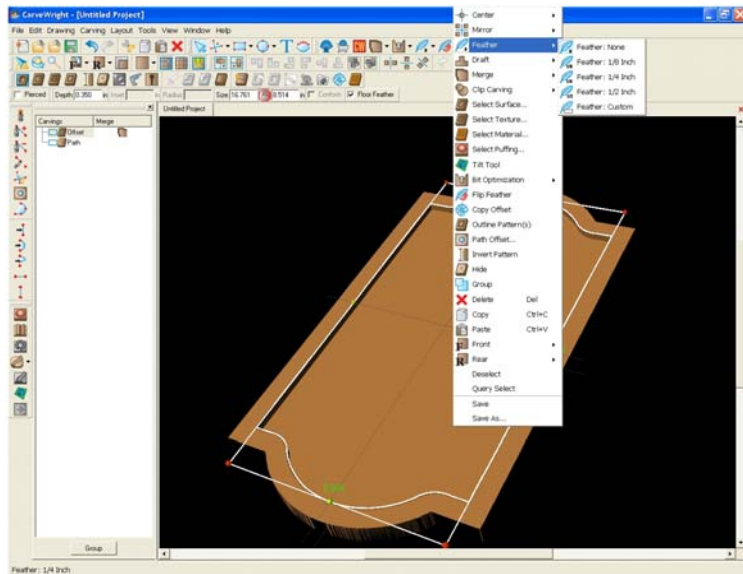 CarveWright - [Untitled Project]
File Edit Drawing Carving Layout Tools View Window Help
Pierced Depth 0.350 in Inset in Radius Size 16.761 8.514 in Conform Floor Feather
Untitled Project
Carvings: Merge
Offset
Path
Center
Mirror
Feather
Draft
Merge
Clip Carving
Select Surface...
Select Texture...
Select Material...
Select Puffing...
Tilt Tool
Bit Optimization
Flip Feather
Copy Offset
Outline Pattern(s)
Path Offset...
Invert Pattern
Hide
Group
Delete Del
Copy Ctrl+C
Paste Ctrl+V
Front
Rear
Deselect
Query Select
Save
Save As...
Feather: None
Feather: 1/8 Inch
Feather: 1/4 Inch
Feather: 1/2 Inch
Feather: Custom
Group
Feather: 1/4 Inch